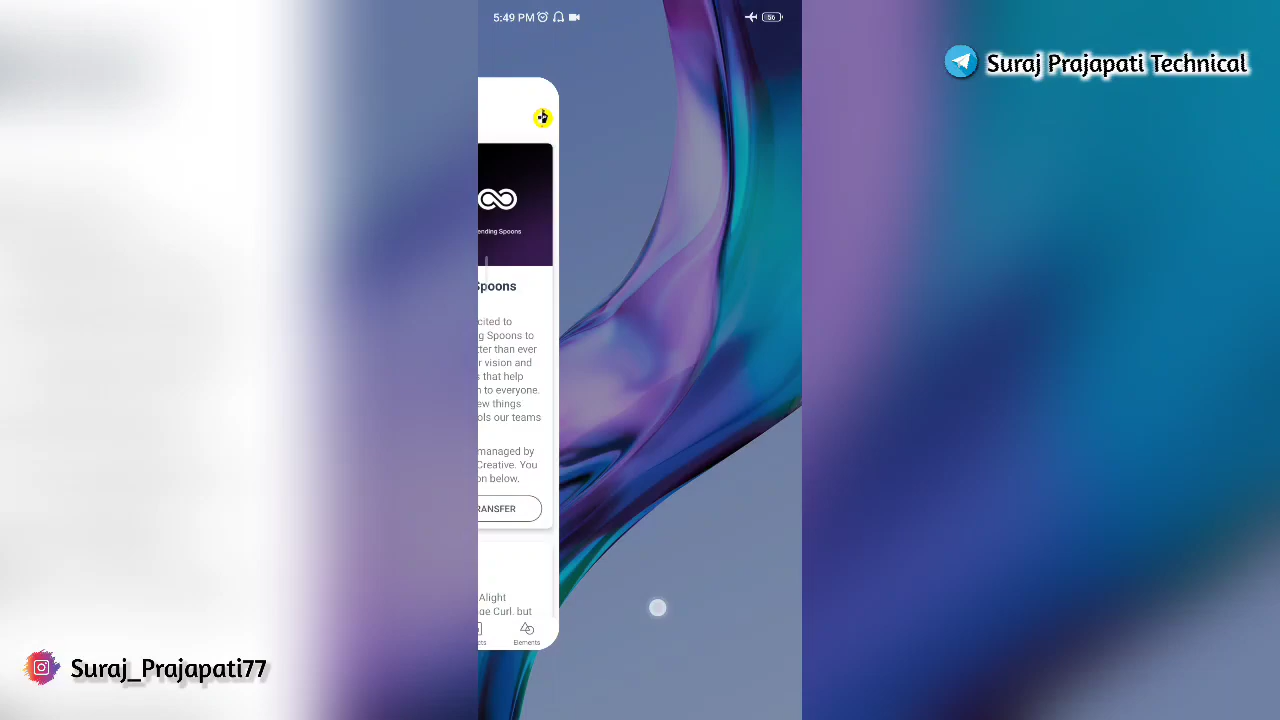 5:49 PM
56
Suraj Prajapati Technical
ending Spoons
Spoons
cited to
g Spoons to
tter than ever
r vision and
s that help
n to everyone.
ew things
ols our teams
managed by
Creative. You
on below.
RANSFER
Alight
ge Curl, but
ets
Elements
Suraj_Prajapati77